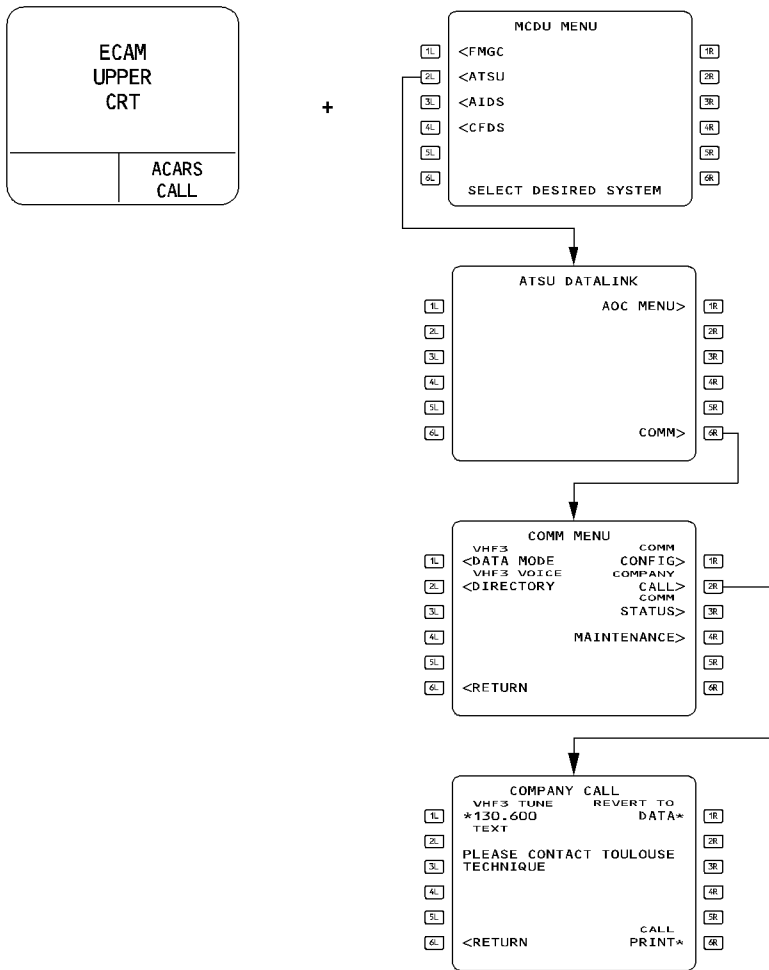 ECAM
UPPER
CRT
ACARS
CALL
+
MCDU MENU
1L <FMGC 1R
2L <ATSU 2R
3L <AIDS 3R
4L <CFDS 4R
5L 5R
6L 6R
SELECT DESIRED SYSTEM
ATSU DATALINK
1L AOC MENU> 1R
2L 2R
3L 3R
4L 4R
5L 5R
6L COMM> 6R
COMM MENU
VHF3 COMM
1L <DATA MODE CONFIG> 1R
VHF3 VOICE COMPANY
2L <DIRECTORY CALL> 2R
COMM
3L STATUS> 3R
4L MAINTENANCE> 4R
5L 5R
6L <RETURN 6R
COMPANY CALL
VHF3 TUNE REVERT TO
1L *130.600 DATA* 1R
TEXT
2L 2R
PLEASE CONTACT TOULOUSE
3L TECHNIQUE 3R
4L 4R
5L 5R
CALL
6L <RETURN PRINT* 6R